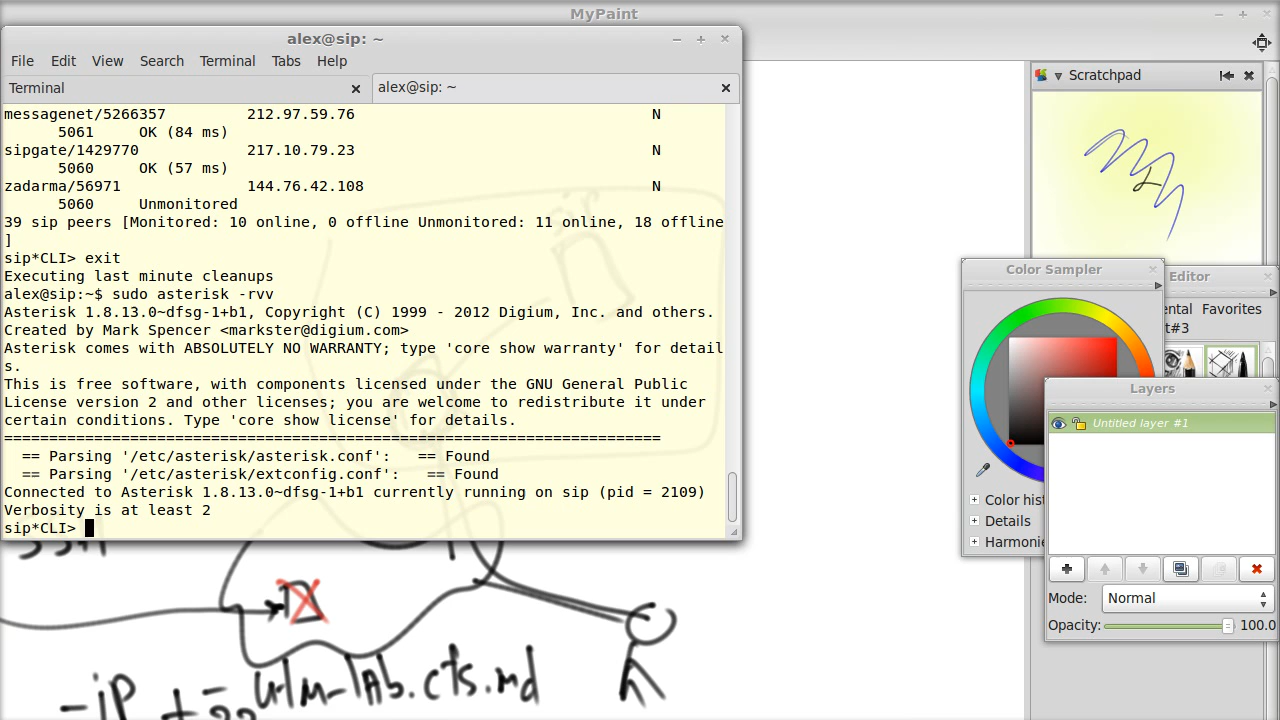 MyPaint
alex@sip: ~
File Edit View Search Terminal Tabs Help
Terminal
alex@sip: ~
messagenet/5266357 212.97.59.76 N
5061 OK (84 ms)
sipgate/1429770 217.10.79.23 N
5060 OK (57 ms)
zadarma/56971 144.76.42.108 N
5060 Unmonitored
39 sip peers [Monitored: 10 online, 0 offline Unmonitored: 11 online, 18 offline
]
sip*CLI> exit
Executing last minute cleanups
alex@sip:~$ sudo asterisk -rvv
Asterisk 1.8.13.0~dfsg-1+b1, Copyright (C) 1999 - 2012 Digium, Inc. and others.
Created by Mark Spencer <markster@digium.com>
Asterisk comes with ABSOLUTELY NO WARRANTY; type 'core show warranty' for detail
s.
This is free software, with components licensed under the GNU General Public
License version 2 and other licenses; you are welcome to redistribute it under
certain conditions. Type 'core show license' for details.
=========================================================================
== Parsing '/etc/asterisk/asterisk.conf': == Found
== Parsing '/etc/asterisk/extconfig.conf': == Found
Connected to Asterisk 1.8.13.0~dfsg-1+b1 currently running on sip (pid = 2109)
Verbosity is at least 2
sip*CLI>
Scratchpad
Color Sampler
Editor
Favorites
Layers
Untitled layer #1
Details
Mode: Normal
Opacity: 100.0
-iP
utm-lab.cts.md